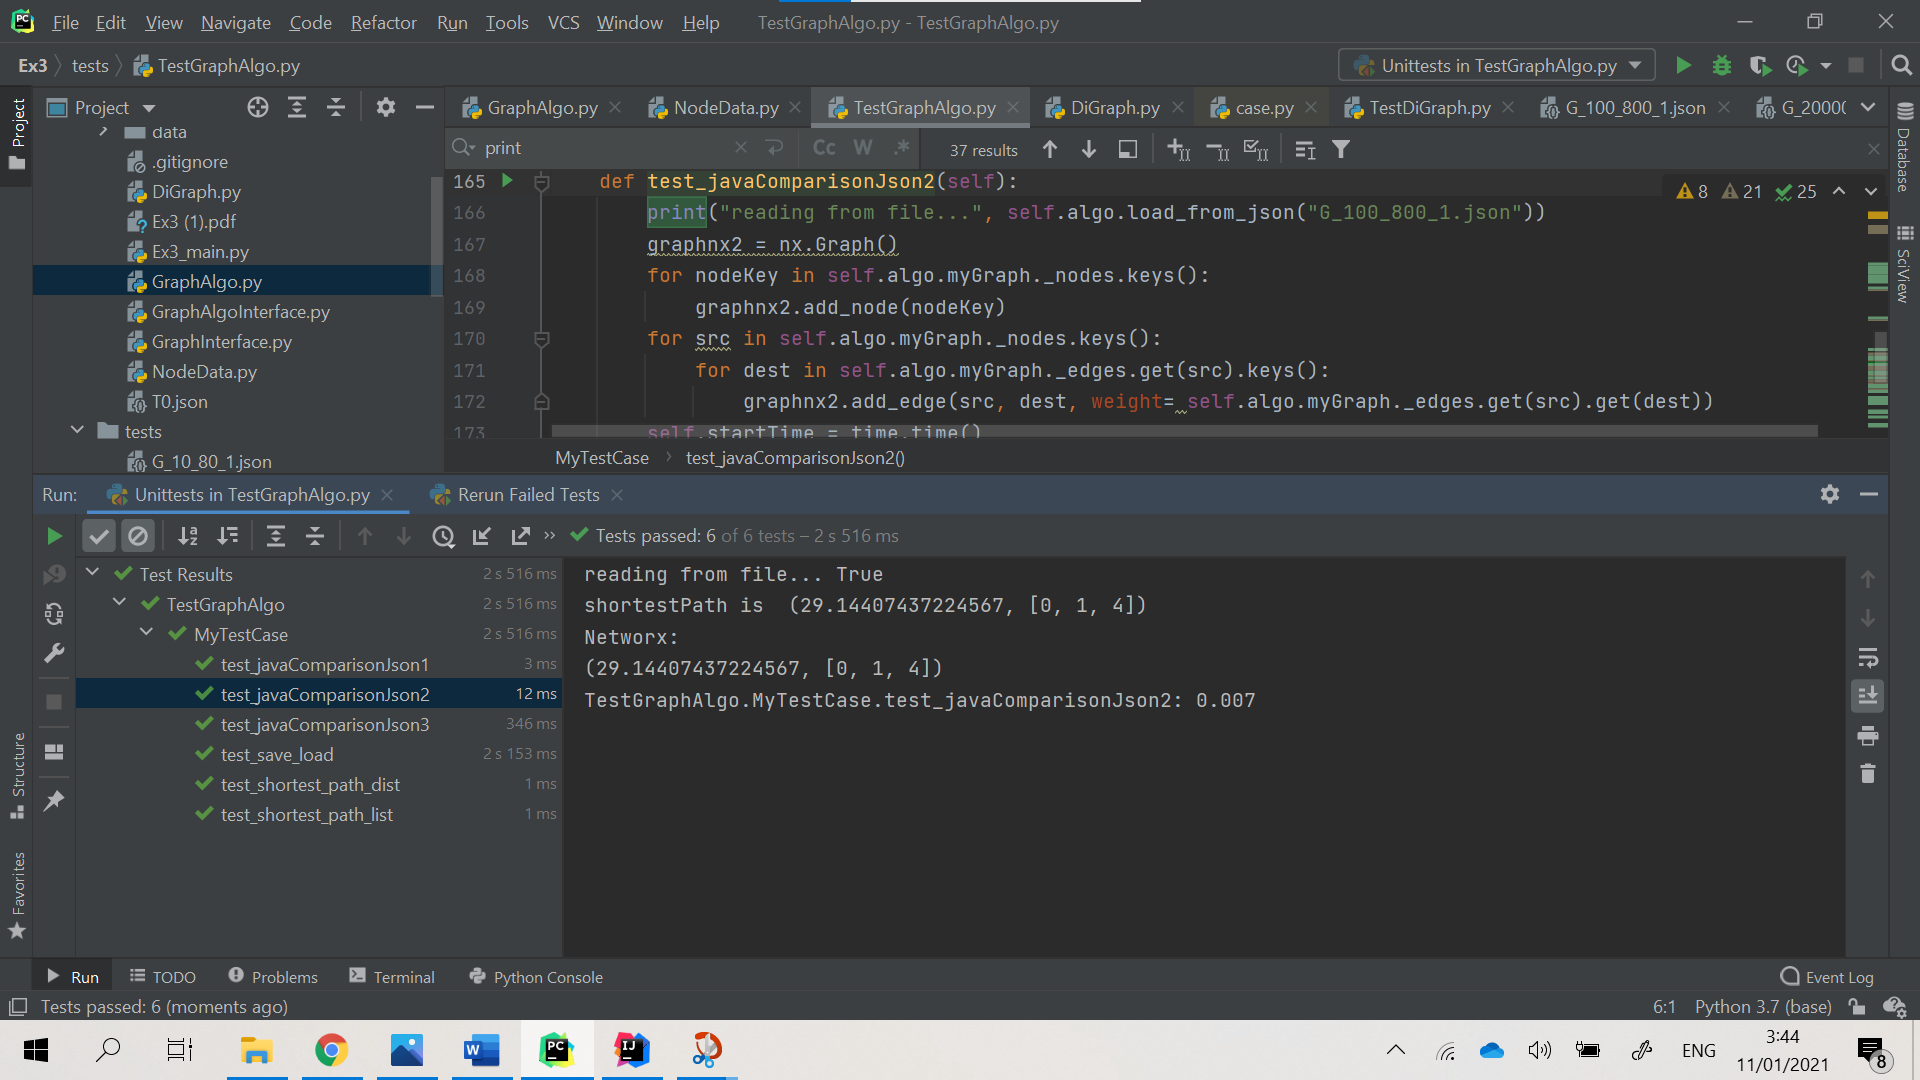 File Edit View Navigate Code Refactor Run Tools VCS Window Help TestGraphAlgo.py - TestGraphAlgo.py
Ex3 tests TestGraphAlgo.py Unittests in TestGraphAlgo.py
Project
GraphAlgo.py NodeData.py TestGraphAlgo.py DiGraph.py case.py TestDiGraph.py G_100_800_1.json G_2000
Project
data
.gitignore
DiGraph.py
Ex3 (1).pdf
Ex3_main.py
GraphAlgo.py
GraphAlgoInterface.py
GraphInterface.py
NodeData.py
T0.json
tests
G_10_80_1.json
print Cc W .* 37 results
8 21 25
165 def test_javaComparisonJson2(self):
166 print("reading from file...", self.algo.load_from_json("G_100_800_1.json"))
167 graphnx2 = nx.Graph()
168 for nodeKey in self.algo.myGraph._nodes.keys():
169 graphnx2.add_node(nodeKey)
170 for src in self.algo.myGraph._nodes.keys():
171 for dest in self.algo.myGraph._edges.get(src).keys():
172 graphnx2.add_edge(src, dest, weight= self.algo.myGraph._edges.get(src).get(dest))
173 self.startTime = time.time()
MyTestCase test_javaComparisonJson2()
Database
SciView
Run: Unittests in TestGraphAlgo.py Rerun Failed Tests
Tests passed: 6 of 6 tests – 2 s 516 ms
Test Results 2 s 516 ms
TestGraphAlgo 2 s 516 ms
MyTestCase 2 s 516 ms
test_javaComparisonJson1 3 ms
test_javaComparisonJson2 12 ms
test_javaComparisonJson3 346 ms
test_save_load 2 s 153 ms
test_shortest_path_dist 1 ms
test_shortest_path_list 1 ms
reading from file... True
shortestPath is (29.14407437224567, [0, 1, 4])
Networx:
(29.14407437224567, [0, 1, 4])
TestGraphAlgo.MyTestCase.test_javaComparisonJson2: 0.007
Structure
Favorites
Run TODO Problems Terminal Python Console Event Log
Tests passed: 6 (moments ago) 6:1 Python 3.7 (base)
PC
W
PC
IJ
ENG
3:44
11/01/2021
8